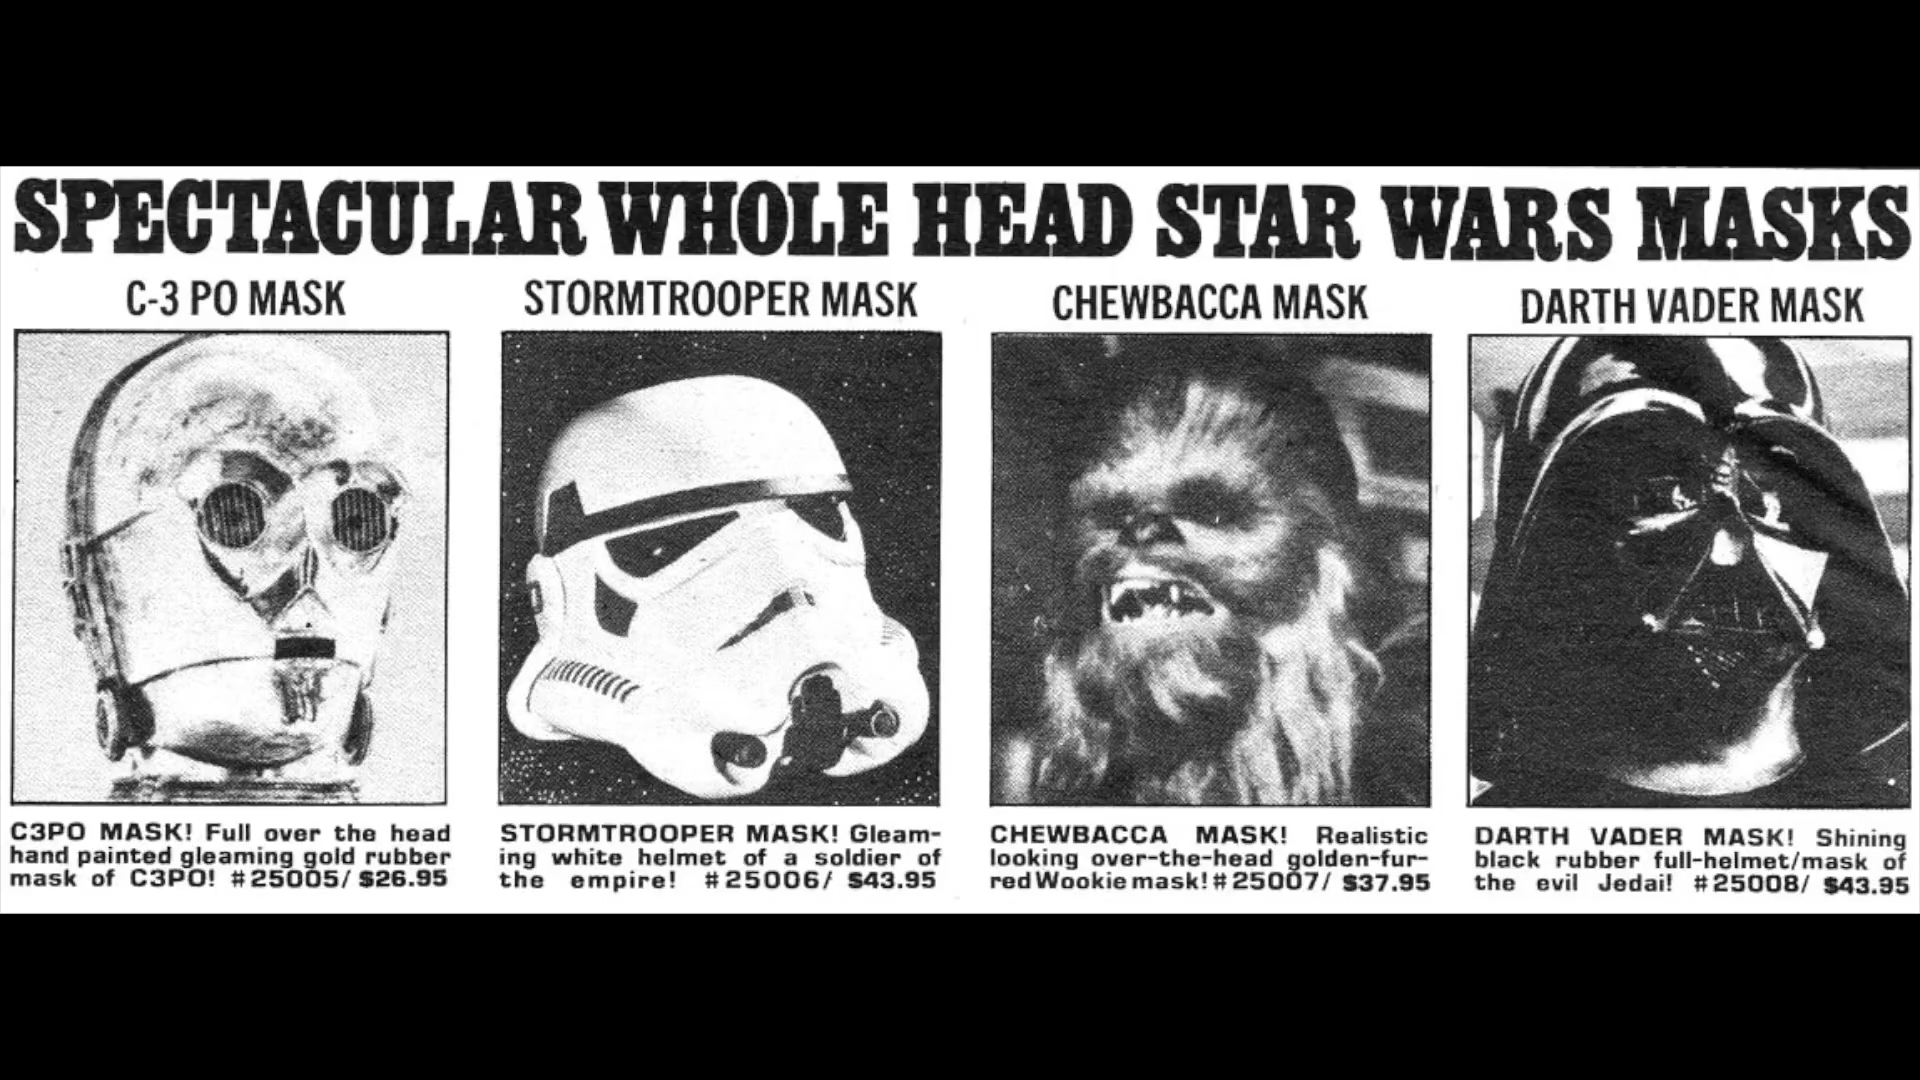 SPECTACULAR WHOLE HEAD STAR WARS MASKS
C-3 PO MASK
C3PO MASK! Full over the head
hand painted gleaming gold rubber
mask of C3PO! #25005/ $26.95
STORMTROOPER MASK
STORMTROOPER MASK! Gleam-
ing white helmet of a soldier of
the empire! #25006/ $43.95
CHEWBACCA MASK
CHEWBACCA MASK! Realistic
looking over-the-head golden-fur-
red Wookie mask! #25007/ $37.95
DARTH VADER MASK
DARTH VADER MASK! Shining
black rubber full-helmet/mask of
the evil Jedai! #25008/ $43.95